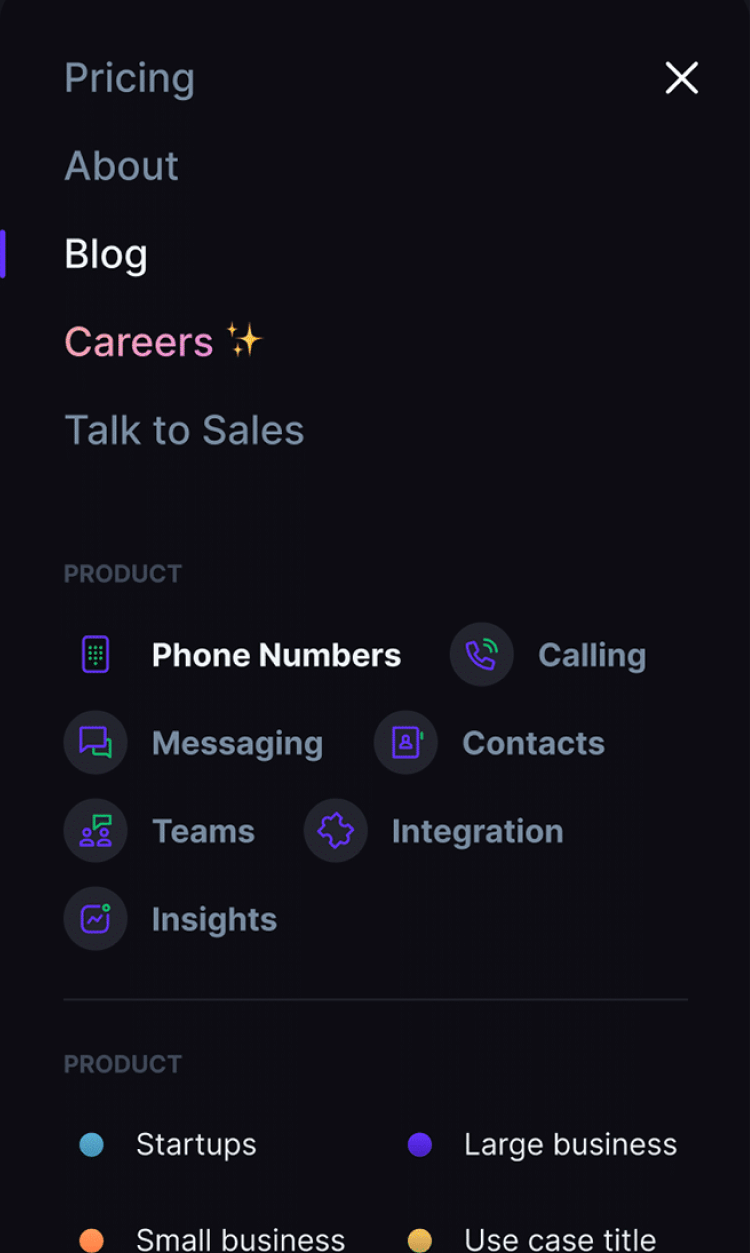 Pricing
About
Blog
Careers ✨
Talk to Sales
PRODUCT
Phone Numbers Calling
Messaging Contacts
Teams Integration
Insights
PRODUCT
Startups Large business
Small business Use case title